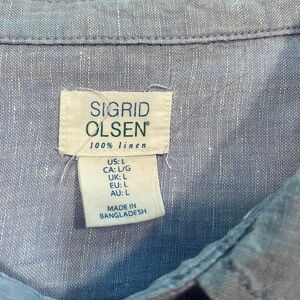 SIGRID
OLSEN®
100% linen
US: L
CA: L/G
UK: L
EU: L
AU: L
MADE IN
BANGLADESH